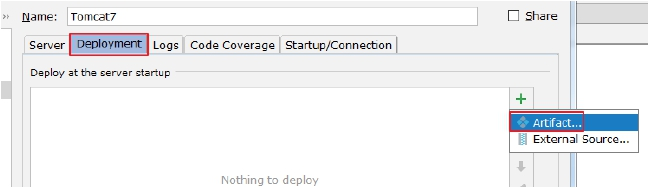 Name: Tomcat7 Share
Server Deployment Logs Code Coverage Startup/Connection
Deploy at the server startup
Artifact...
External Source...
Nothing to deploy